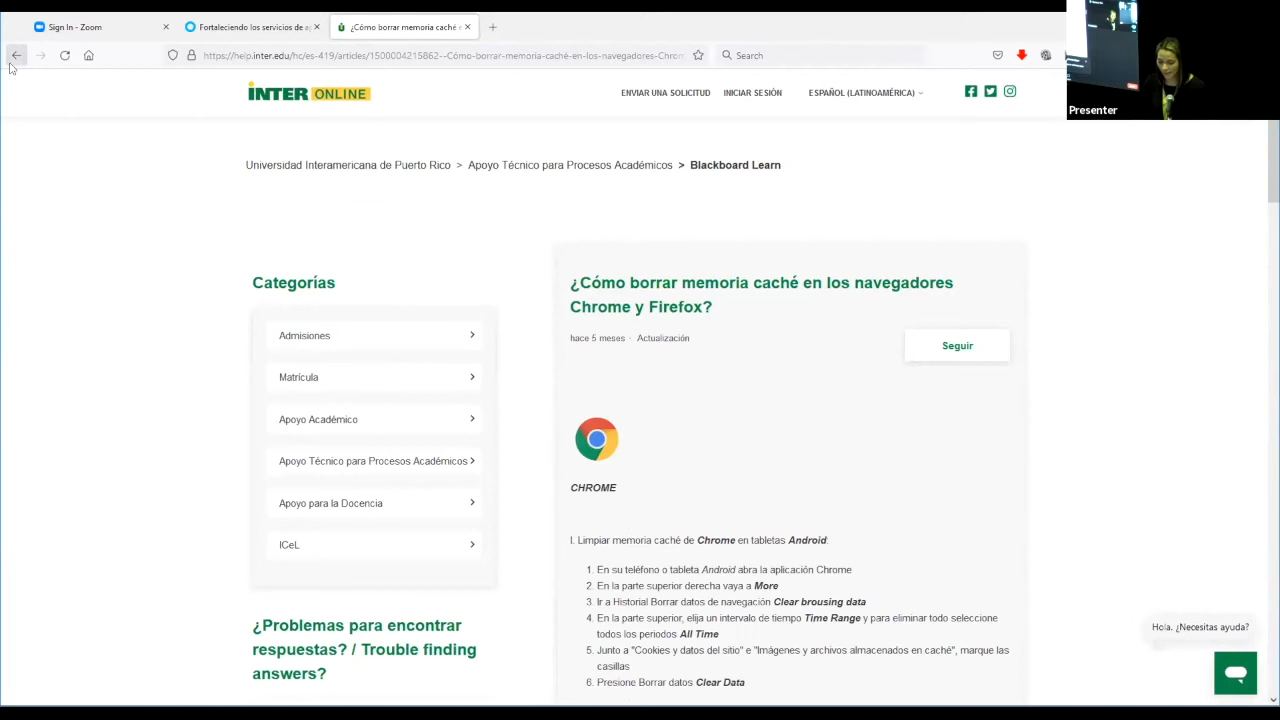 Sign In - Zoom
Fortaleciendo los servicios de a
¿Cómo borrar memoria caché
https://help.inter.edu/hc/es-419/articles/1500004215862--Cómo-borrar-memoria-caché-en-los-navegadores-Chrom
Search
Presenter
INTER ONLINE
ENVIAR UNA SOLICITUD
INICIAR SESIÓN
ESPAÑOL (LATINOAMÉRICA)
Universidad Interamericana de Puerto Rico > Apoyo Técnico para Procesos Académicos > Blackboard Learn
Categorías
Admisiones
Matrícula
Apoyo Académico
Apoyo Técnico para Procesos Académicos
Apoyo para la Docencia
ICeL
¿Problemas para encontrar
respuestas? / Trouble finding
answers?
¿Cómo borrar memoria caché en los navegadores
Chrome y Firefox?
hace 5 meses · Actualización
Seguir
CHROME
I. Limpiar memoria caché de Chrome en tabletas Android:
1. En su teléfono o tableta Android abra la aplicación Chrome
2. En la parte superior derecha vaya a More
3. Ir a Historial Borrar datos de navegación Clear brousing data
4. En la parte superior, elija un intervalo de tiempo Time Range y para eliminar todo seleccione
todos los periodos All Time
5. Junto a "Cookies y datos del sitio" e "Imágenes y archivos almacenados en caché", marque las
casillas
6. Presione Borrar datos Clear Data
Hola. ¿Necesitas ayuda?